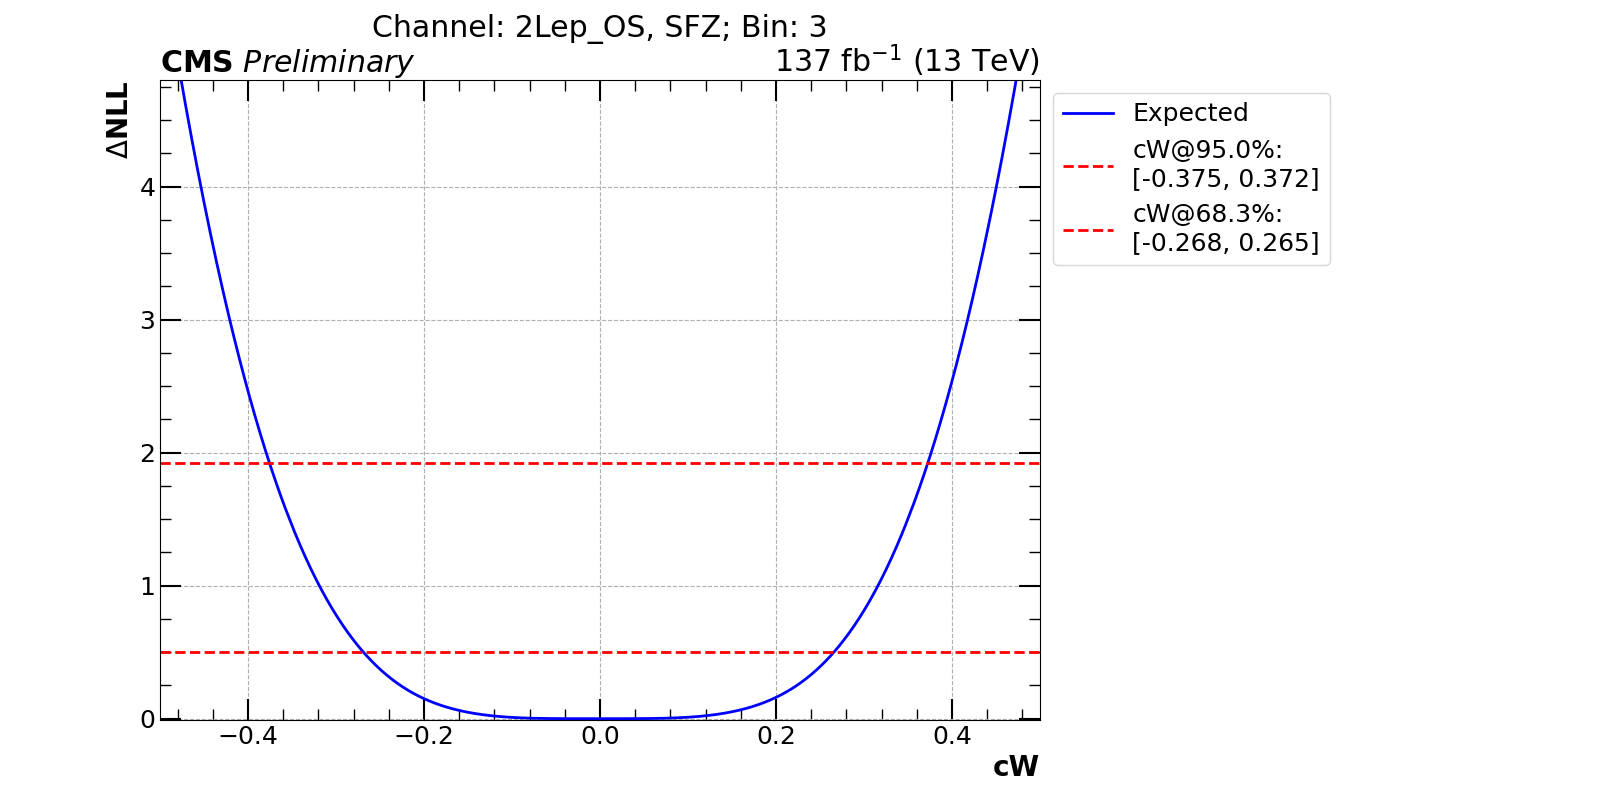 Channel: 2Lep_OS, SFZ; Bin: 3
CMS Preliminary 137 fb⁻¹ (13 TeV)
ΔNLL
4
3
2
1
0
−0.4 −0.2 0.0 0.2 0.4
cW
Expected
cW@95.0%:
[-0.375, 0.372]
cW@68.3%:
[-0.268, 0.265]